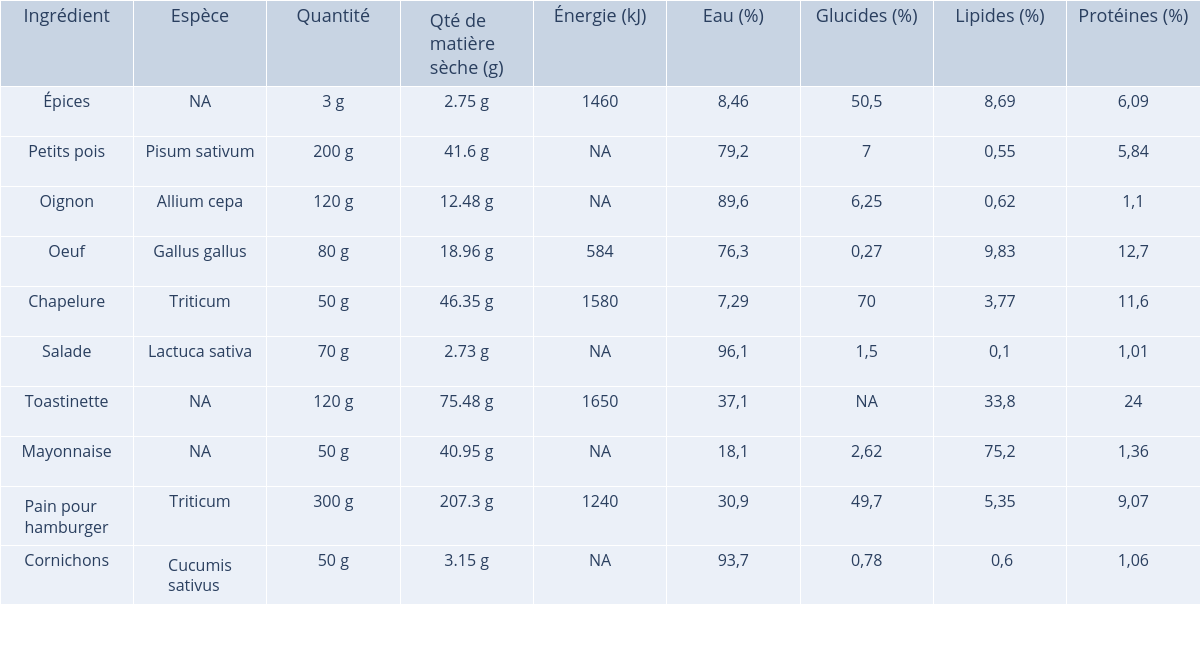 Ingrédient Espèce Quantité Qté de matière sèche (g) Énergie (kJ) Eau (%) Glucides (%) Lipides (%) Protéines (%)
Épices NA 3 g 2.75 g 1460 8,46 50,5 8,69 6,09
Petits pois Pisum sativum 200 g 41.6 g NA 79,2 7 0,55 5,84
Oignon Allium cepa 120 g 12.48 g NA 89,6 6,25 0,62 1,1
Oeuf Gallus gallus 80 g 18.96 g 584 76,3 0,27 9,83 12,7
Chapelure Triticum 50 g 46.35 g 1580 7,29 70 3,77 11,6
Salade Lactuca sativa 70 g 2.73 g NA 96,1 1,5 0,1 1,01
Toastinette NA 120 g 75.48 g 1650 37,1 NA 33,8 24
Mayonnaise NA 50 g 40.95 g NA 18,1 2,62 75,2 1,36
Pain pour hamburger Triticum 300 g 207.3 g 1240 30,9 49,7 5,35 9,07
Cornichons Cucumis sativus 50 g 3.15 g NA 93,7 0,78 0,6 1,06